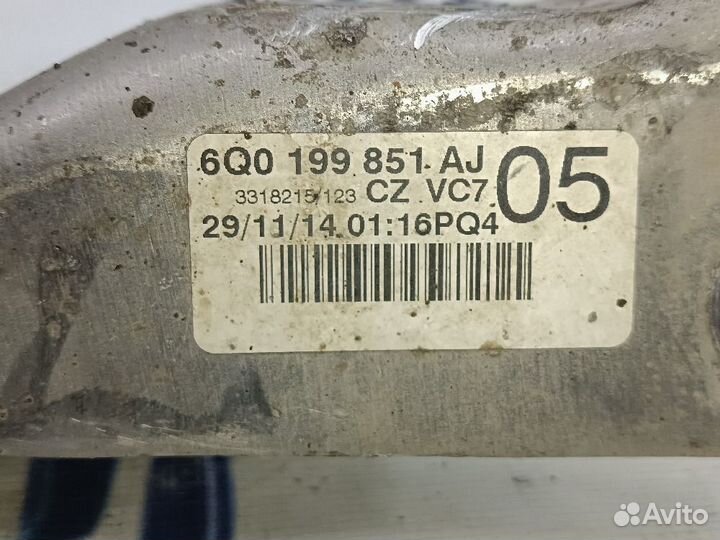 6Q0 199 851 AJ 05
3318215/123 CZ VC7
29/11/14 01:16PQ4
Avito